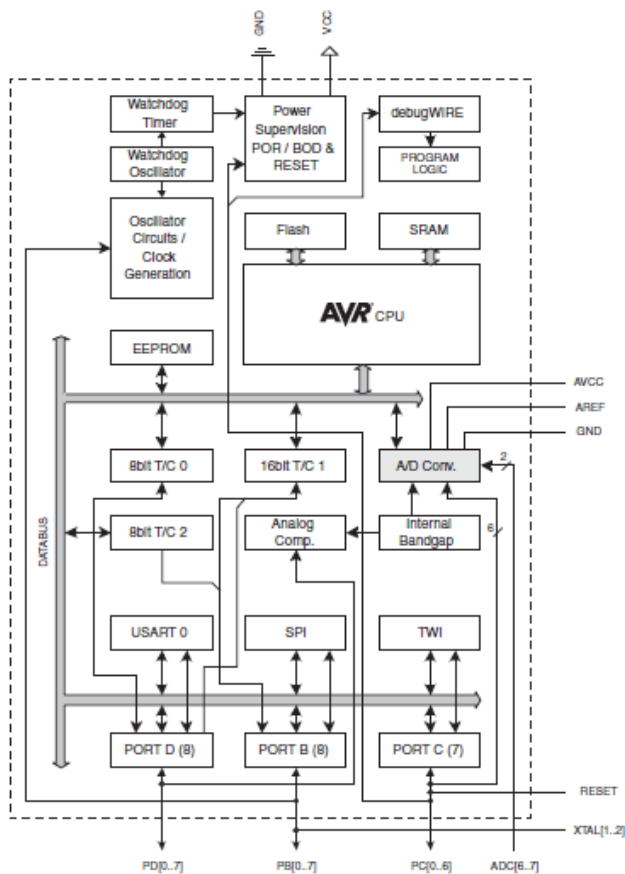 GND
VCC
Watchdog
Timer
Power
Supervision
POR / BOD &
RESET
debugWIRE
Watchdog
Oscillator
PROGRAM
LOGIC
Oscillator
Circuits /
Clock
Generation
Flash
SRAM
AVR CPU
EEPROM
AVCC
AREF
GND
8bit T/C 0
16bit T/C 1
A/D Conv.
2
DATABUS
8bit T/C 2
Analog
Comp.
Internal
Bandgap
6
USART 0
SPI
TWI
PORT D (8)
PORT B (8)
PORT C (7)
RESET
XTAL[1..2]
PD[0..7]
PB[0..7]
PC[0..6]
ADC[6..7]